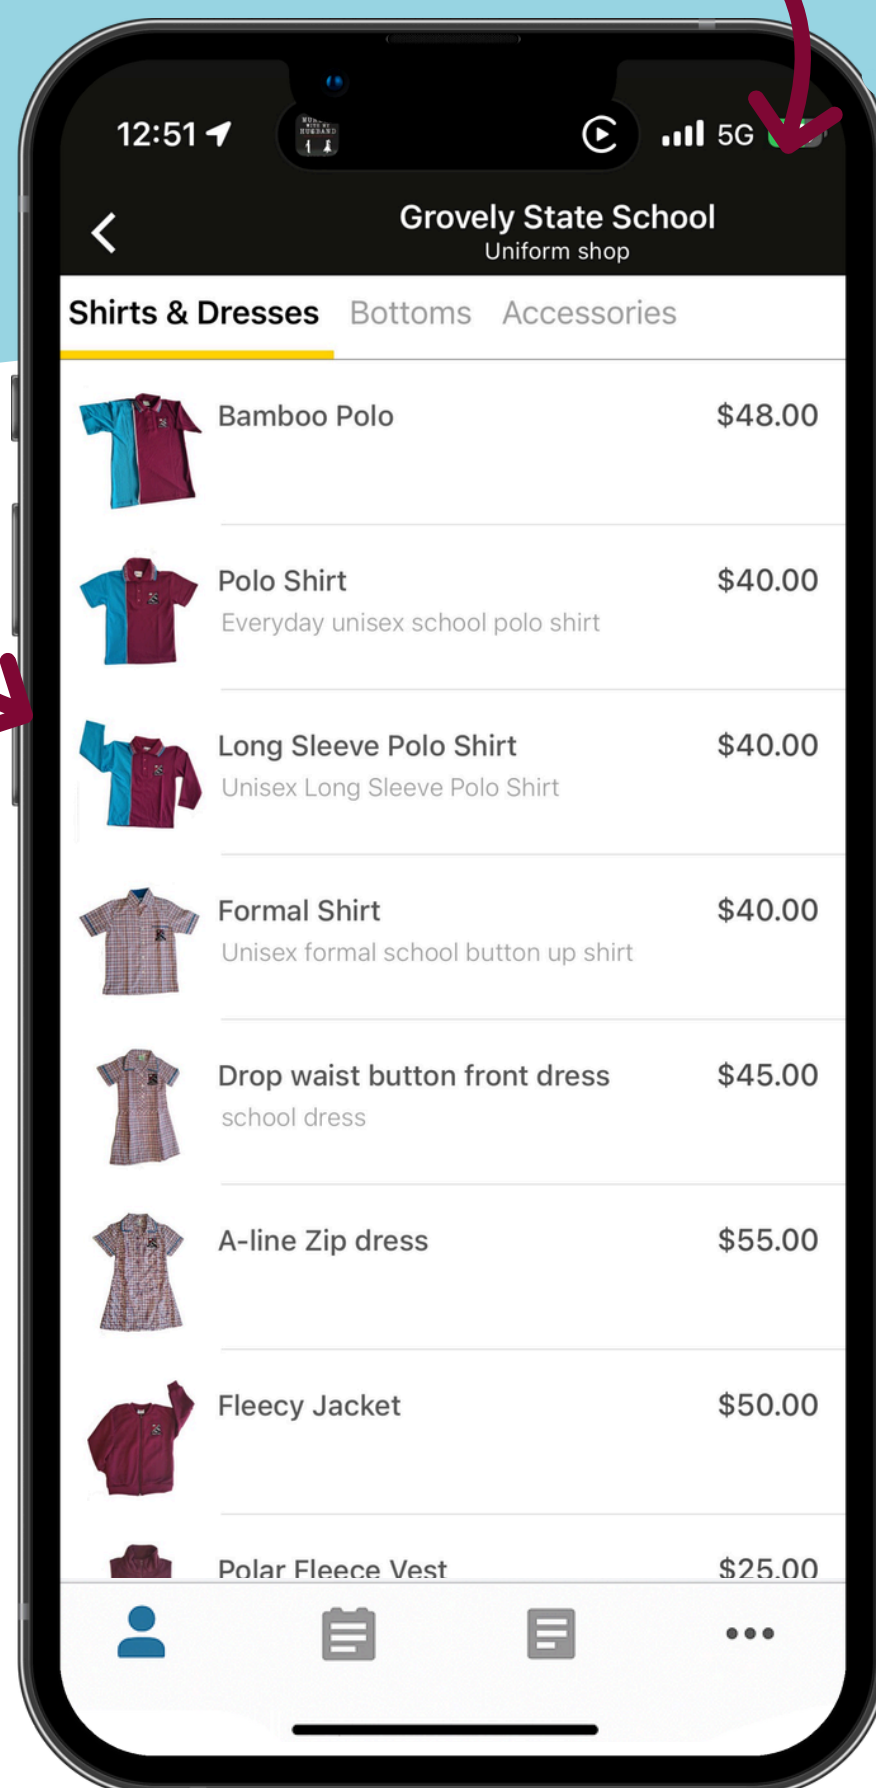 12:51
5G
Grovely State School
Uniform shop
Shirts & Dresses Bottoms Accessories
Bamboo Polo $48.00
Polo Shirt $40.00
Everyday unisex school polo shirt
Long Sleeve Polo Shirt $40.00
Unisex Long Sleeve Polo Shirt
Formal Shirt $40.00
Unisex formal school button up shirt
Drop waist button front dress $45.00
school dress
A-line Zip dress $55.00
Fleecy Jacket $50.00
Polar Fleece Vest $25.00